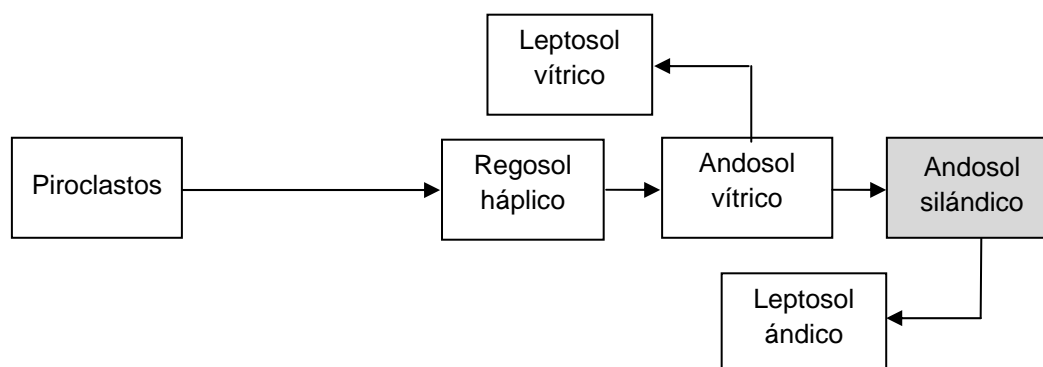 Leptosol
vítrico
Piroclastos
Regosol
háplico
Andosol
vítrico
Andosol
silándico
Leptosol
ándico